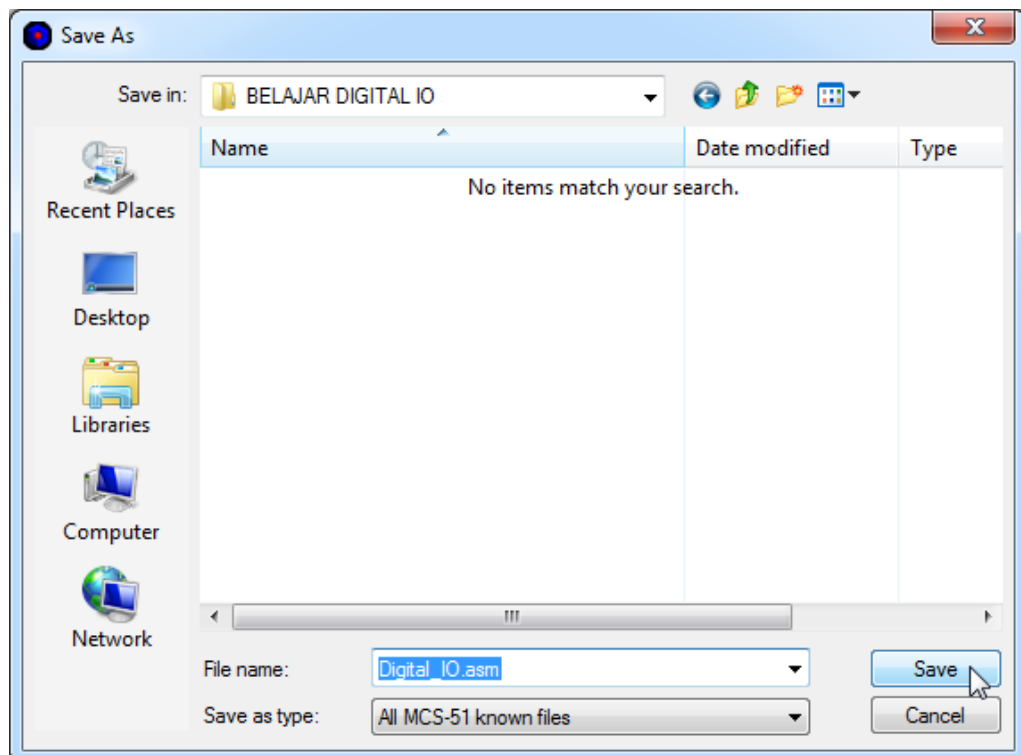 Save As
Save in:
BELAJAR DIGITAL IO
Name
Date modified
Type
No items match your search.
Recent Places
Desktop
Libraries
Computer
Network
File name:
Digital_IO.asm
Save
Save as type:
All MCS-51 known files
Cancel